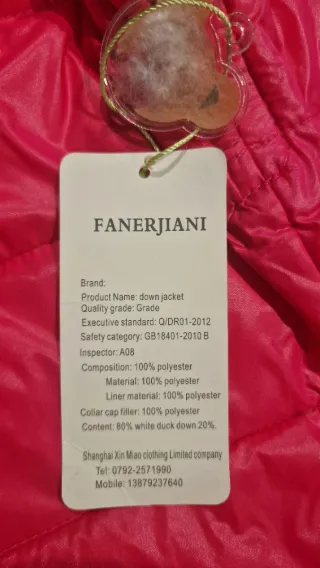 FANERJIANI
Brand:
Product Name: down jacket
Quality grade: Grade
Executive standard: Q/DR01-2012
Safety category: GB18401-2010 B
Inspector: A08
Composition: 100% polyester
Material: 100% polyester
Liner material: 100% polyester
Collar cap filler: 100% polyester
Content: 80% white duck down 20%.
Shanghai Xin Miao clothing Limited company
Tel: 0792-2571990
Mobile: 13879237640